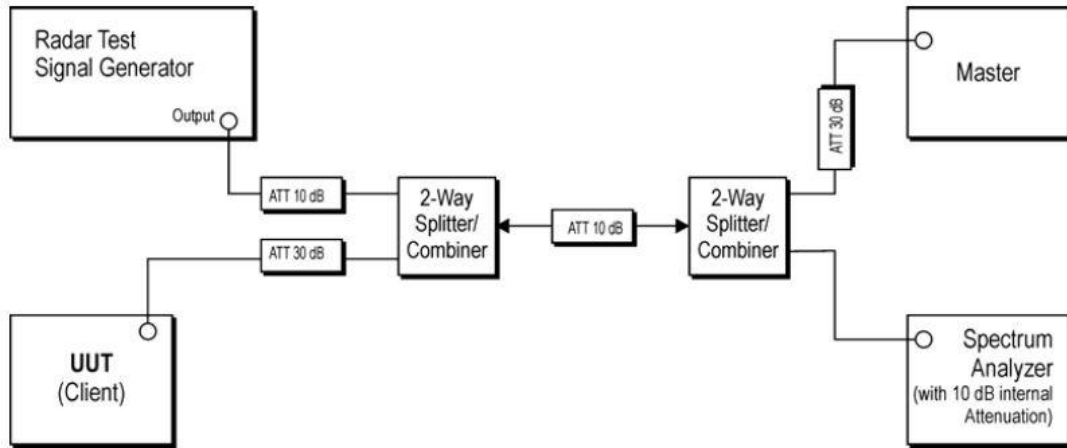 Radar Test
Signal Generator
Output
ATT 10 dB
ATT 30 dB
2-Way
Splitter/
Combiner
ATT 10 dB
2-Way
Splitter/
Combiner
ATT 30 dB
Master
UUT
(Client)
Spectrum
Analyzer
(with 10 dB internal
Attenuation)